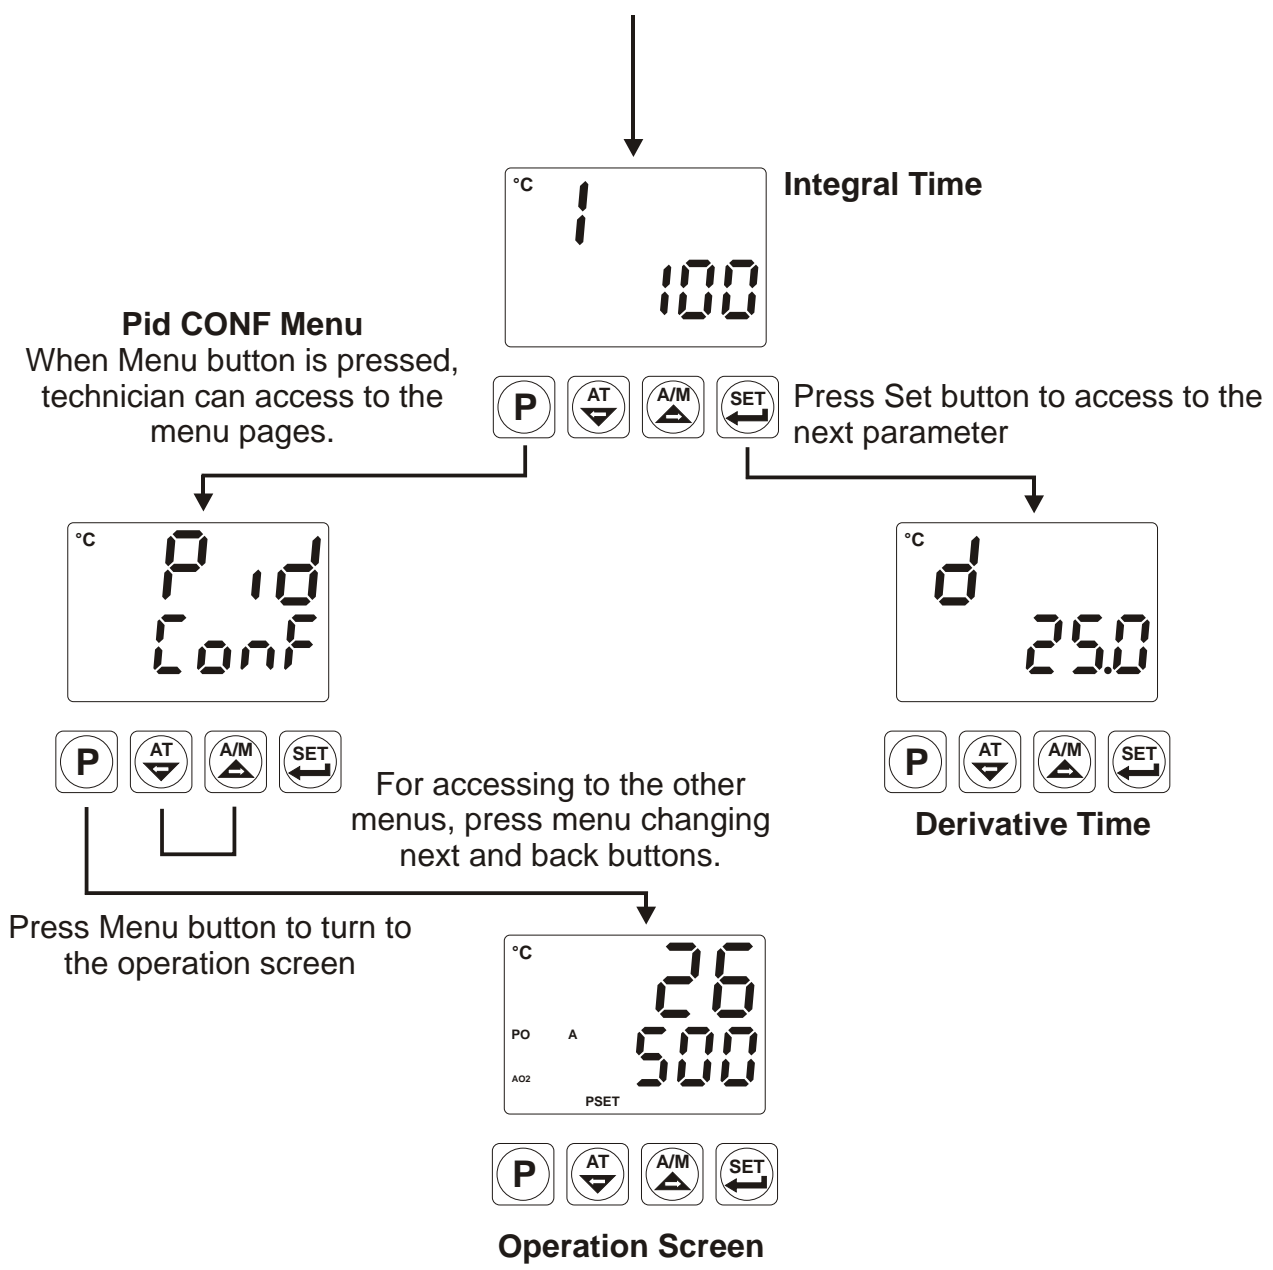 Integral Time
°C
I
100
Pid CONF Menu
When Menu button is pressed,
technician can access to the
menu pages.
P AT A/M SET
Press Set button to access to the
next parameter
°C
Pid
ConF
P AT A/M SET
°C
d
25.0
P AT A/M SET
Derivative Time
For accessing to the other
menus, press menu changing
next and back buttons.
Press Menu button to turn to
the operation screen
°C
26
PO A
500
AO2
PSET
P AT A/M SET
Operation Screen